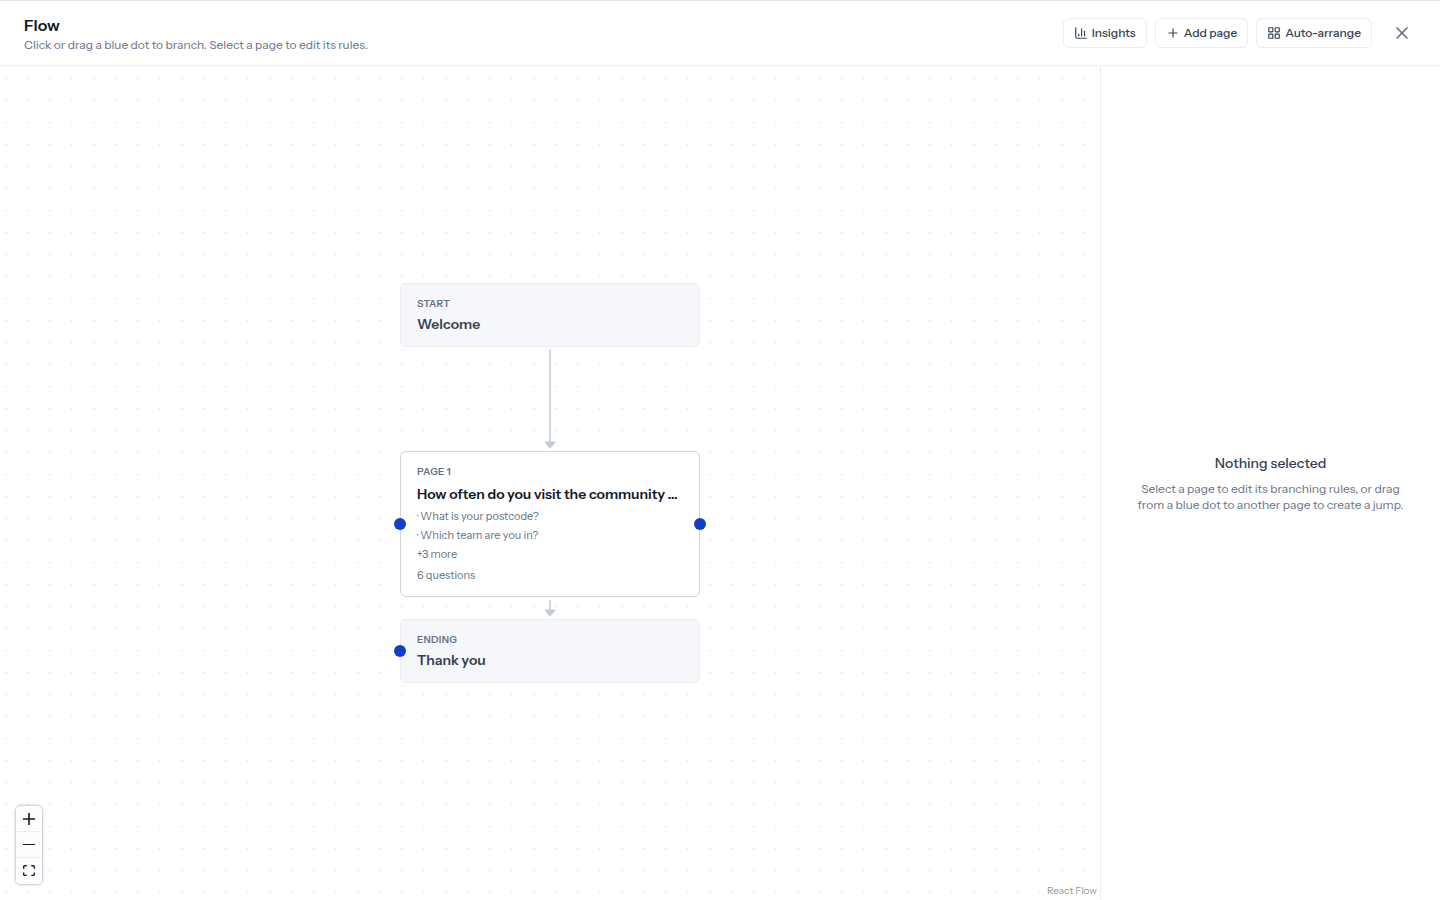 Flow
Click or drag a blue dot to branch. Select a page to edit its rules.
Insights
Add page
Auto-arrange
START
Welcome
PAGE 1
How often do you visit the community ...
· What is your postcode?
· Which team are you in?
+3 more
6 questions
ENDING
Thank you
Nothing selected
Select a page to edit its branching rules, or drag
from a blue dot to another page to create a jump.
React Flow